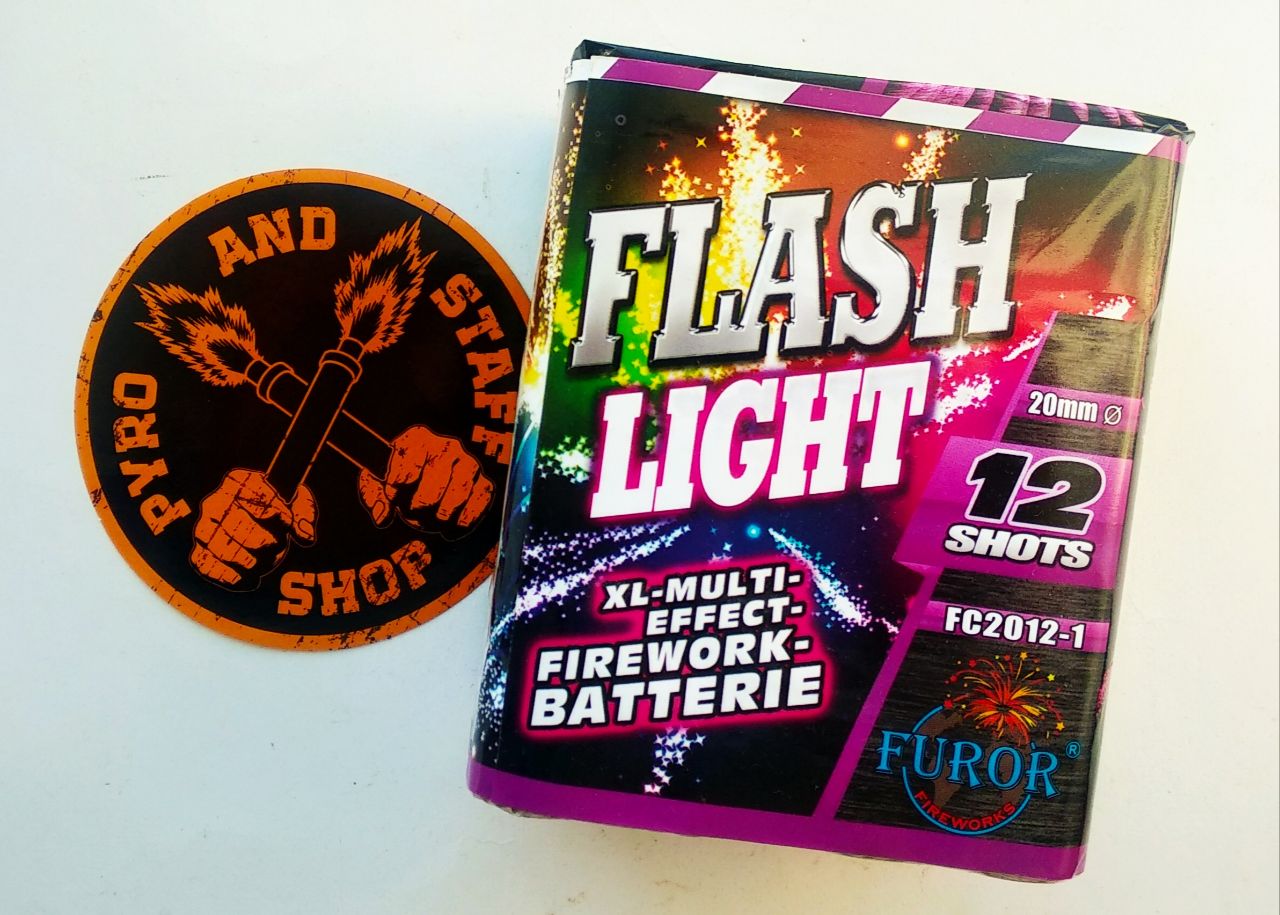 PYRO AND STAFF SHOP
FLASH
LIGHT
XL-MULTI-
EFFECT-
FIREWORK-
BATTERIE
20mm Ø
12
SHOTS
FC2012-1
FUROR®
FIREWORKS